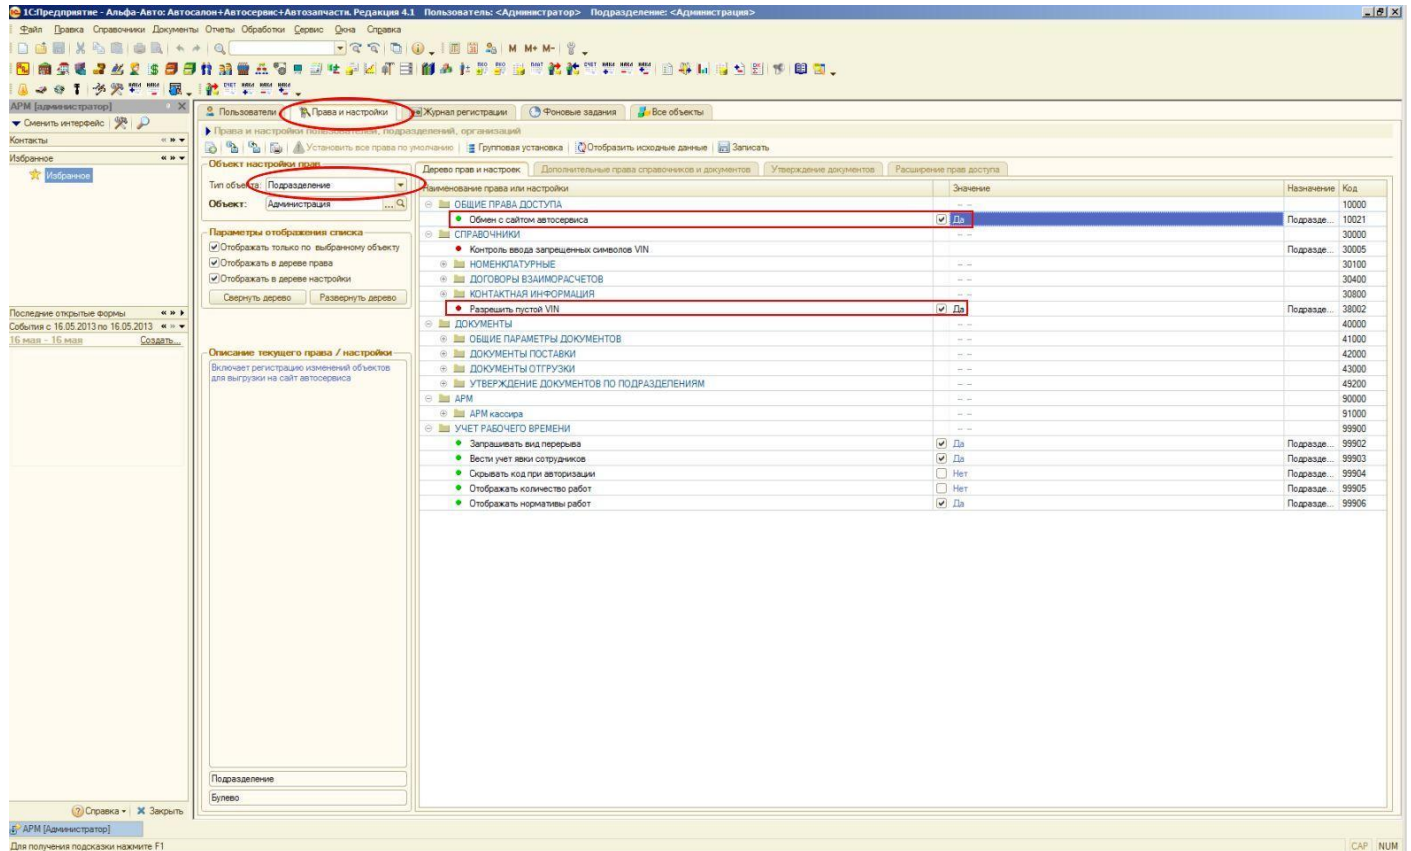 1С:Предприятие - Альфа-Авто: Автосалон+Автосервис+Автозапчасти. Редакция 4.1 Пользователь: <Администратор> Подразделение: <Администрация>
Файл Правка Справочники Документы Отчеты Обработки Сервис Окна Справка
M M+ M-
АРМ [администратор]
Пользователи Права и настройки Журнал регистрации Фоновые задания Все объекты
Сменить интерфейс
Права и настройки пользователей, подразделений, организаций
Контакты
Установить все права по умолчанию Групповая установка Отобразить исходные данные Записать
Избранное
Избранное
Объект настройки прав
Тип объекта: Подразделение
Объект: Администрация
Параметры отображения списка
Отображать только по выбранному объекту
Отображать в дереве права
Отображать в дереве настройки
Свернуть дерево Развернуть дерево
Последние открытые формы
События с 16.05.2013 по 16.05.2013
16 мая - 16 мая Создать...
Описание текущего права / настройки
Включает регистрацию изменений объектов
для выгрузки на сайт автосервиса
Подразделение
Булево
Дерево прав и настроек Дополнительные права справочников и документов Утверждение документов Расширение прав доступа
Наименование права или настройки Значение Назначение Код
ОБЩИЕ ПРАВА ДОСТУПА -- 10000
Обмен с сайтом автосервиса Да Подразде... 10021
СПРАВОЧНИКИ -- 30000
Контроль ввода запрещенных символов VIN Подразде... 30005
НОМЕНКЛАТУРНЫЕ -- 30100
ДОГОВОРЫ ВЗАИМОРАСЧЕТОВ -- 30400
КОНТАКТНАЯ ИНФОРМАЦИЯ -- 30800
Разрешить пустой VIN Да Подразде... 38002
ДОКУМЕНТЫ -- 40000
ОБЩИЕ ПАРАМЕТРЫ ДОКУМЕНТОВ -- 41000
ДОКУМЕНТЫ ПОСТАВКИ -- 42000
ДОКУМЕНТЫ ОТГРУЗКИ -- 43000
УТВЕРЖДЕНИЕ ДОКУМЕНТОВ ПО ПОДРАЗДЕЛЕНИЯМ -- 49200
АРМ -- 90000
АРМ кассира -- 91000
УЧЕТ РАБОЧЕГО ВРЕМЕНИ -- 99900
Запрашивать вид перерыва Да Подразде... 99902
Вести учет явки сотрудников Да Подразде... 99903
Скрывать код при авторизации Нет Подразде... 99904
Отображать количество работ Нет Подразде... 99905
Отображать нормативы работ Да Подразде... 99906
Справка Закрыть
АРМ [Администратор]
Для получения подсказки нажмите F1 CAP NUM